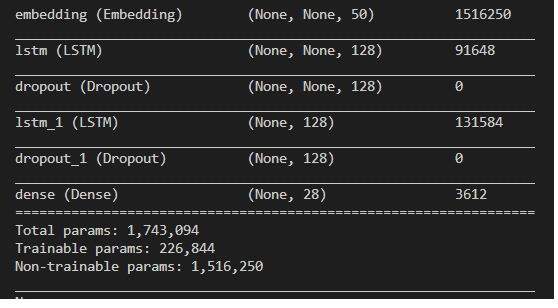 embedding (Embedding) (None, None, 50) 1516250
lstm (LSTM) (None, None, 128) 91648
dropout (Dropout) (None, None, 128) 0
lstm_1 (LSTM) (None, 128) 131584
dropout_1 (Dropout) (None, 128) 0
dense (Dense) (None, 28) 3612
=================================================================
Total params: 1,743,094
Trainable params: 226,844
Non-trainable params: 1,516,250